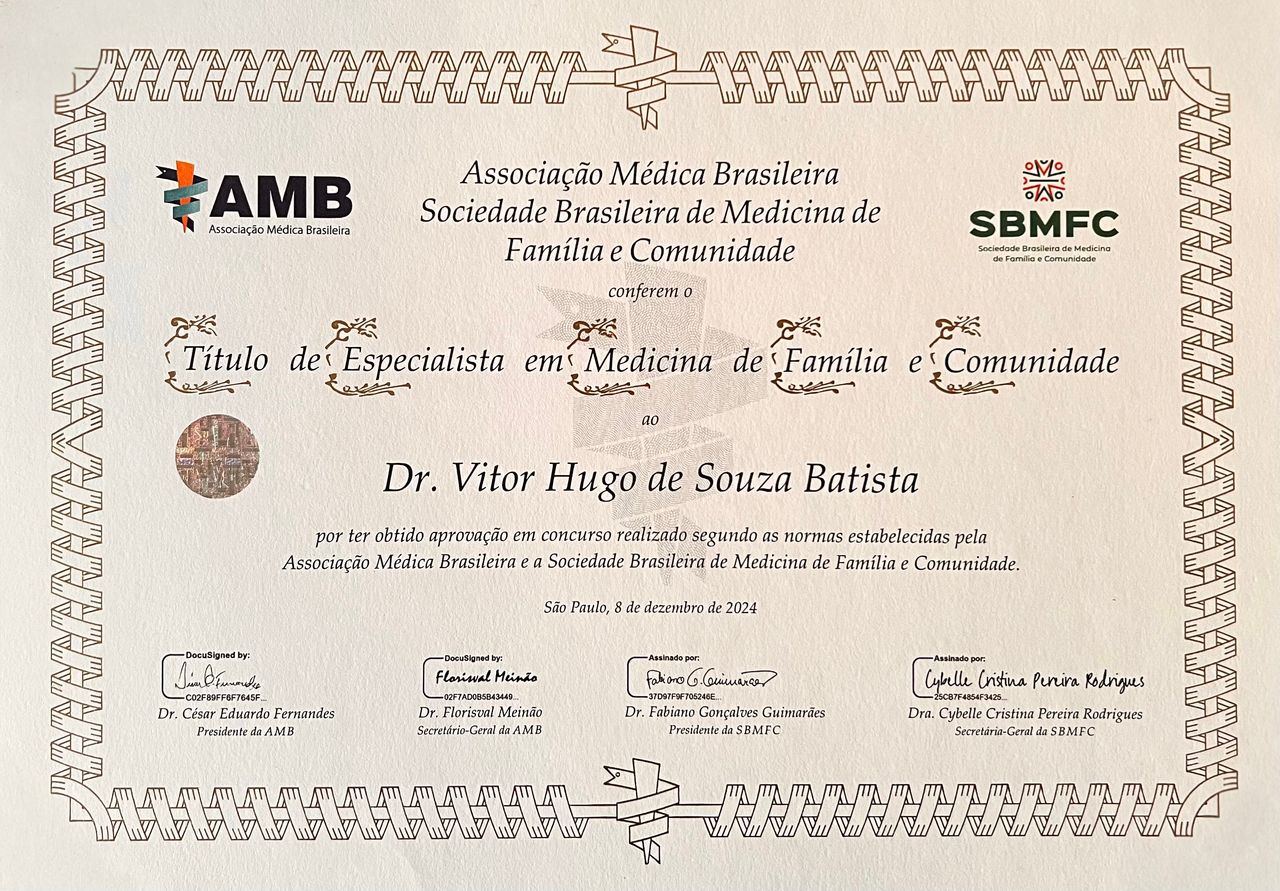 AMB
Associação Médica Brasileira
Associação Médica Brasileira
Sociedade Brasileira de Medicina de
Família e Comunidade
SBMFC
Sociedade Brasileira de Medicina
de Família e Comunidade
conferem o
Título de Especialista em Medicina de Família e Comunidade
ao
Dr. Vitor Hugo de Souza Batista
por ter obtido aprovação em concurso realizado segundo as normas estabelecidas pela
Associação Médica Brasileira e a Sociedade Brasileira de Medicina de Família e Comunidade.
São Paulo, 8 de dezembro de 2024
DocuSigned by:
C02F89FF6F7645F...
Dr. César Eduardo Fernandes
Presidente da AMB
DocuSigned by:
Florisval Meinão
02F7AD0B5B43449...
Dr. Florisval Meinão
Secretário-Geral da AMB
Assinado por:
Fabiano G. Guimarães
37D97F9F705246E...
Dr. Fabiano Gonçalves Guimarães
Presidente da SBMFC
Assinado por:
Cybelle Cristina Pereira Rodrigues
25CB7F4854F3425...
Dra. Cybelle Cristina Pereira Rodrigues
Secretária-Geral da SBMFC